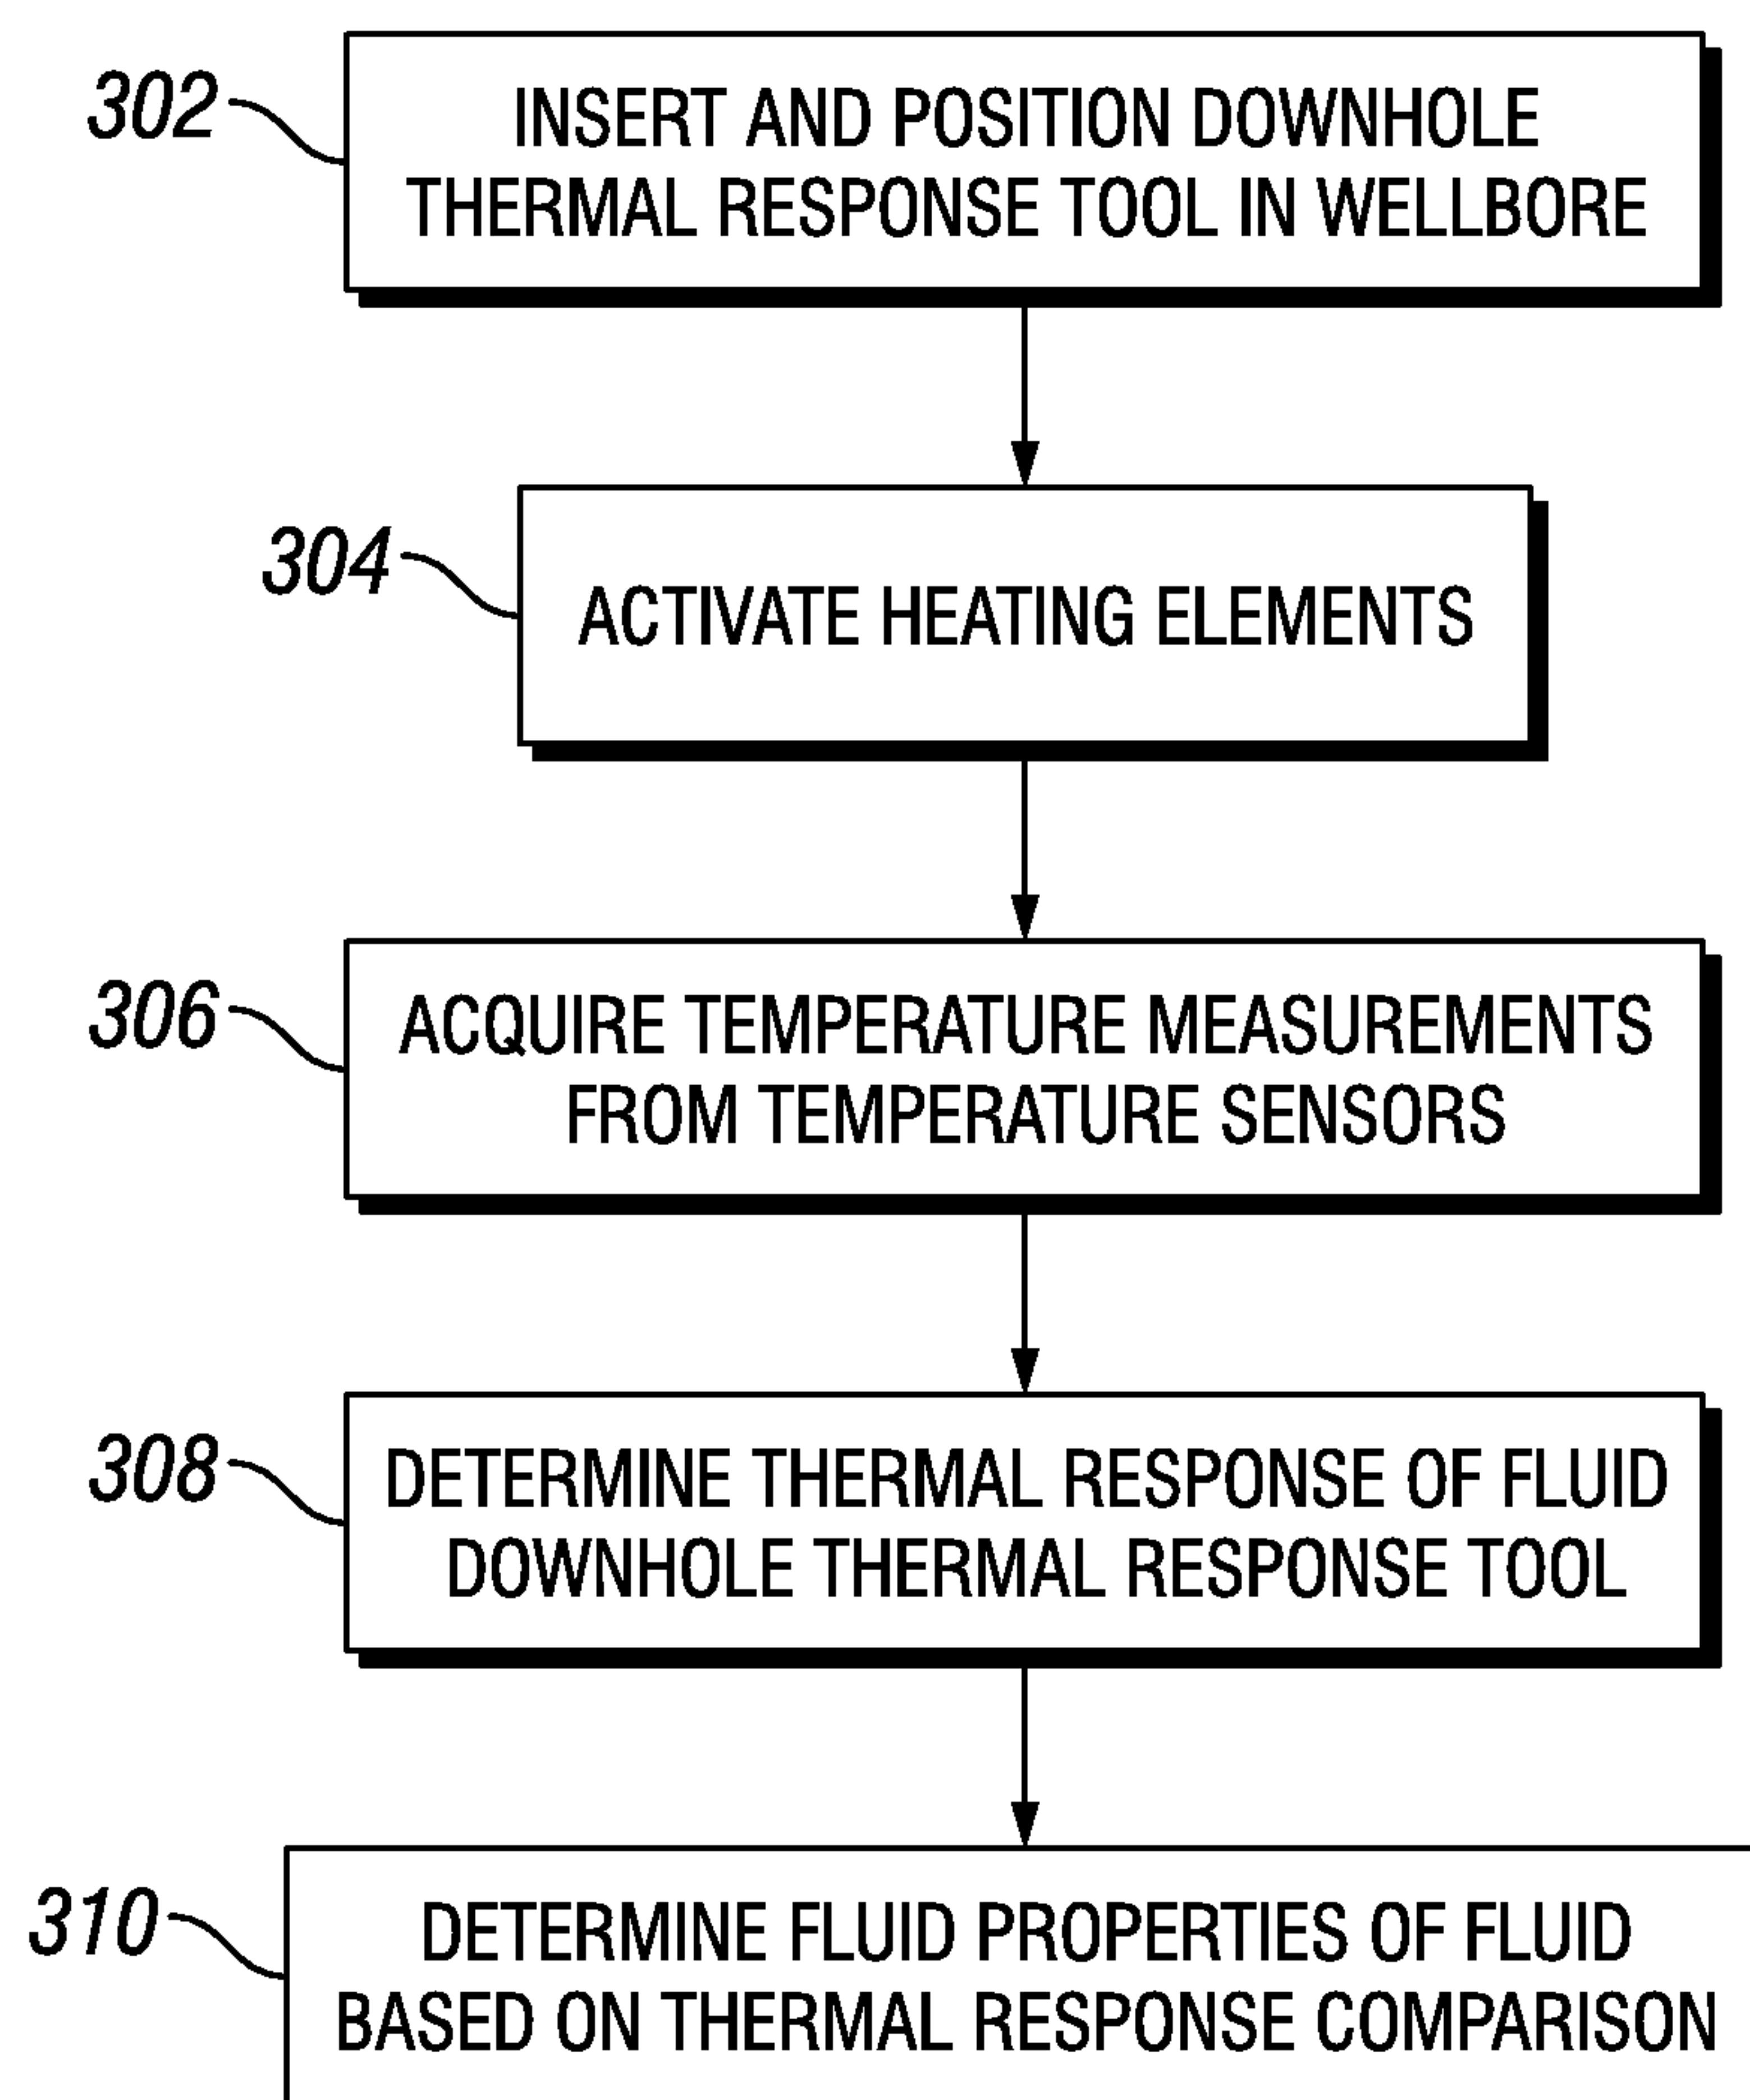 302
INSERT AND POSITION DOWNHOLE
THERMAL RESPONSE TOOL IN WELLBORE
304
ACTIVATE HEATING ELEMENTS
306
ACQUIRE TEMPERATURE MEASUREMENTS
FROM TEMPERATURE SENSORS
308
DETERMINE THERMAL RESPONSE OF FLUID
DOWNHOLE THERMAL RESPONSE TOOL
310
DETERMINE FLUID PROPERTIES OF FLUID
BASED ON THERMAL RESPONSE COMPARISON